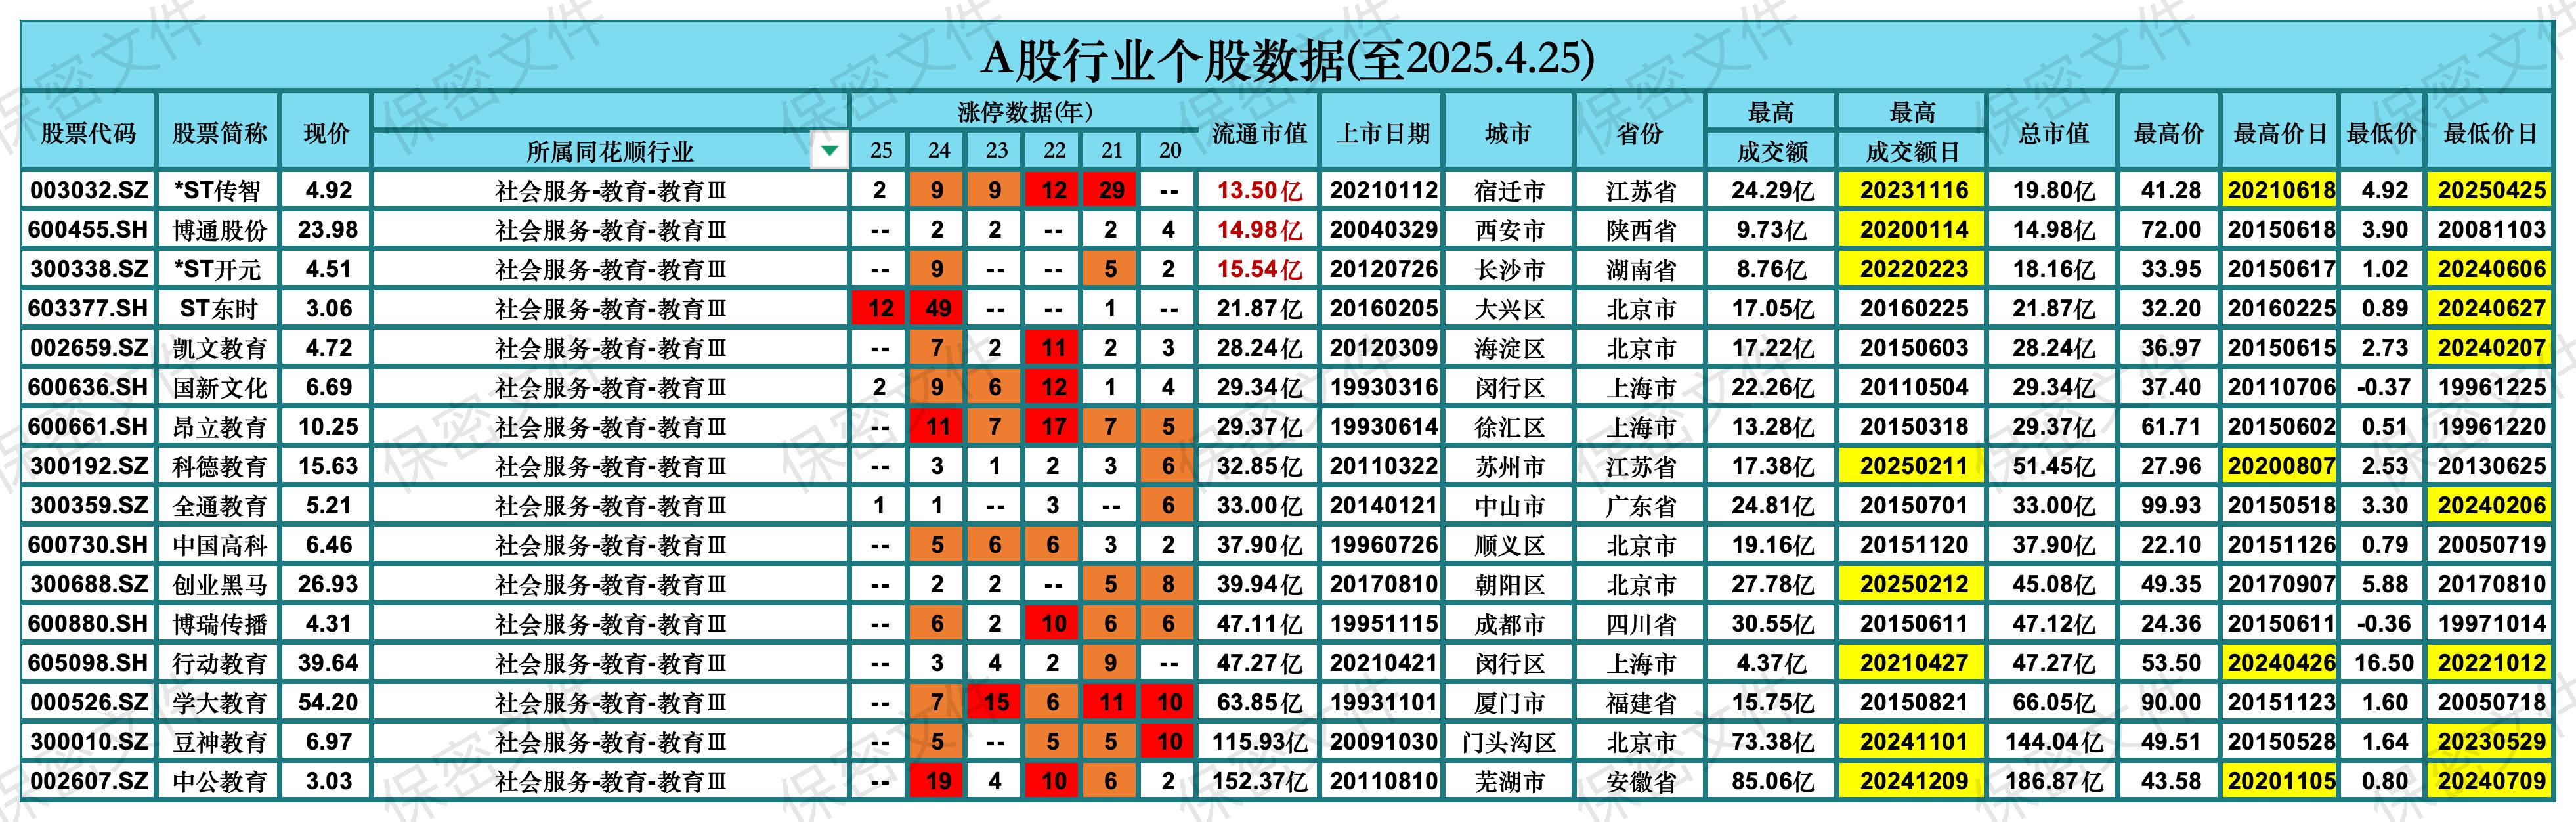 A股行业个股数据(至2025.4.25)
股票代码 股票简称 现价 所属同花顺行业 涨停数据(年) 流通市值 上市日期 城市 省份 最高 最高 总市值 最高价 最高价日 最低价 最低价日
25 24 23 22 21 20 成交额 成交额日
003032.SZ *ST传智 4.92 社会服务-教育-教育Ⅲ 2 9 9 12 29 -- 13.50亿 20210112 宿迁市 江苏省 24.29亿 20231116 19.80亿 41.28 20210618 4.92 20250425
600455.SH 博通股份 23.98 社会服务-教育-教育Ⅲ -- 2 2 -- 2 4 14.98亿 20040329 西安市 陕西省 9.73亿 20200114 14.98亿 72.00 20150618 3.90 20081103
300338.SZ *ST开元 4.51 社会服务-教育-教育Ⅲ -- 9 -- -- 5 2 15.54亿 20120726 长沙市 湖南省 8.76亿 20220223 18.16亿 33.95 20150617 1.02 20240606
603377.SH ST东时 3.06 社会服务-教育-教育Ⅲ 12 49 -- -- 1 -- 21.87亿 20160205 大兴区 北京市 17.05亿 20160225 21.87亿 32.20 20160225 0.89 20240627
002659.SZ 凯文教育 4.72 社会服务-教育-教育Ⅲ -- 7 2 11 2 3 28.24亿 20120309 海淀区 北京市 17.22亿 20150603 28.24亿 36.97 20150615 2.73 20240207
600636.SH 国新文化 6.69 社会服务-教育-教育Ⅲ 2 9 6 12 1 4 29.34亿 19930316 闵行区 上海市 22.26亿 20110504 29.34亿 37.40 20110706 -0.37 19961225
600661.SH 昂立教育 10.25 社会服务-教育-教育Ⅲ -- 11 7 17 7 5 29.37亿 19930614 徐汇区 上海市 13.28亿 20150318 29.37亿 61.71 20150602 0.51 19961220
300192.SZ 科德教育 15.63 社会服务-教育-教育Ⅲ -- 3 1 2 3 6 32.85亿 20110322 苏州市 江苏省 17.38亿 20250211 51.45亿 27.96 20200807 2.53 20130625
300359.SZ 全通教育 5.21 社会服务-教育-教育Ⅲ 1 1 -- 3 -- 6 33.00亿 20140121 中山市 广东省 24.81亿 20150701 33.00亿 99.93 20150518 3.30 20240206
600730.SH 中国高科 6.46 社会服务-教育-教育Ⅲ -- 5 6 6 3 2 37.90亿 19960726 顺义区 北京市 19.16亿 20151120 37.90亿 22.10 20151126 0.79 20050719
300688.SZ 创业黑马 26.93 社会服务-教育-教育Ⅲ -- 2 2 -- 5 8 39.94亿 20170810 朝阳区 北京市 27.78亿 20250212 45.08亿 49.35 20170907 5.88 20170810
600880.SH 博瑞传播 4.31 社会服务-教育-教育Ⅲ -- 6 2 10 6 6 47.11亿 19951115 成都市 四川省 30.55亿 20150611 47.12亿 24.36 20150611 -0.36 19971014
605098.SH 行动教育 39.64 社会服务-教育-教育Ⅲ -- 3 4 2 9 -- 47.27亿 20210421 闵行区 上海市 4.37亿 20210427 47.27亿 53.50 20240426 16.50 20221012
000526.SZ 学大教育 54.20 社会服务-教育-教育Ⅲ -- 7 15 6 11 10 63.85亿 19931101 厦门市 福建省 15.75亿 20150821 66.05亿 90.00 20151123 1.60 20050718
300010.SZ 豆神教育 6.97 社会服务-教育-教育Ⅲ -- 5 -- 5 5 10 115.93亿 20091030 门头沟区 北京市 73.38亿 20241101 144.04亿 49.51 20150528 1.64 20230529
002607.SZ 中公教育 3.03 社会服务-教育-教育Ⅲ -- 19 4 10 6 2 152.37亿 20110810 芜湖市 安徽省 85.06亿 20241209 186.87亿 43.58 20201105 0.80 20240709
保密文件